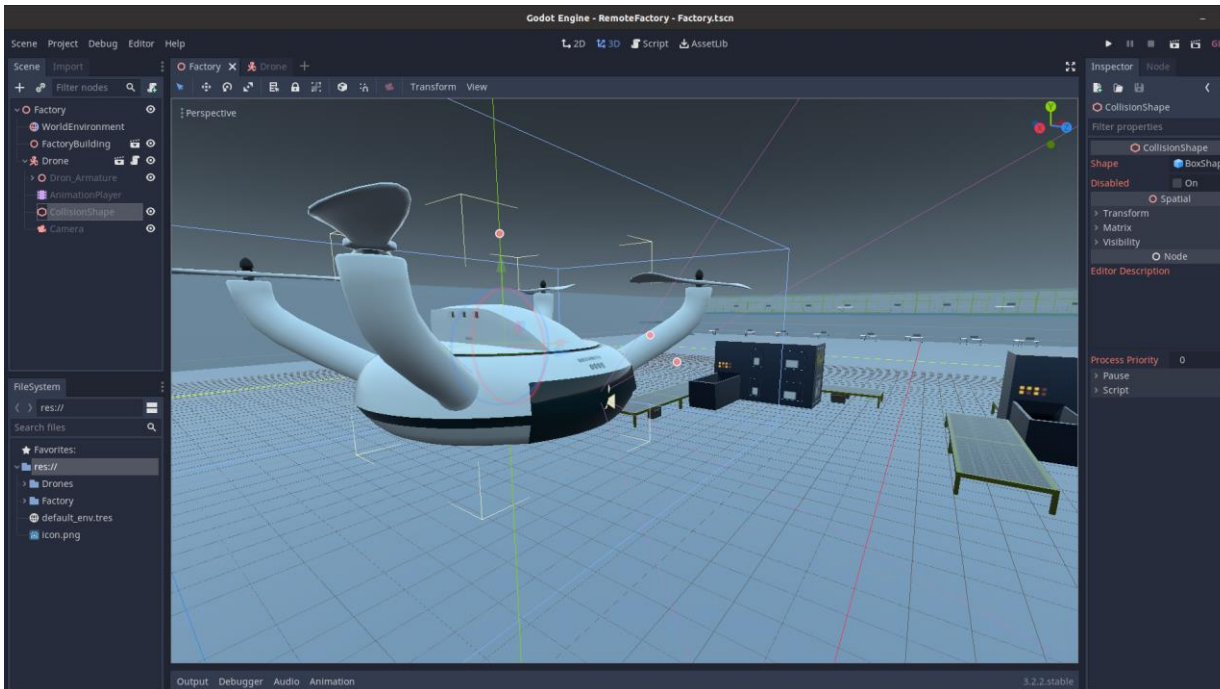 Godot Engine - RemoteFactory - Factory.tscn
Scene Project Debug Editor Help
2D 3D Script AssetLib
Scene Import
Filter nodes
Factory
WorldEnvironment
FactoryBuilding
Drone
Dron_Armature
AnimationPlayer
CollisionShape
Camera
FileSystem
res://
Search files
Favorites:
res://
Drones
Factory
default_env.tres
icon.png
Factory Drone
Transform View
Perspective
Y
X
Z
Output Debugger Audio Animation
3.2.2.stable
Inspector Node
CollisionShape
Filter properties
CollisionShape
Shape BoxShap
Disabled On
Spatial
Transform
Matrix
Visibility
Node
Editor Description
Process Priority 0
Pause
Script